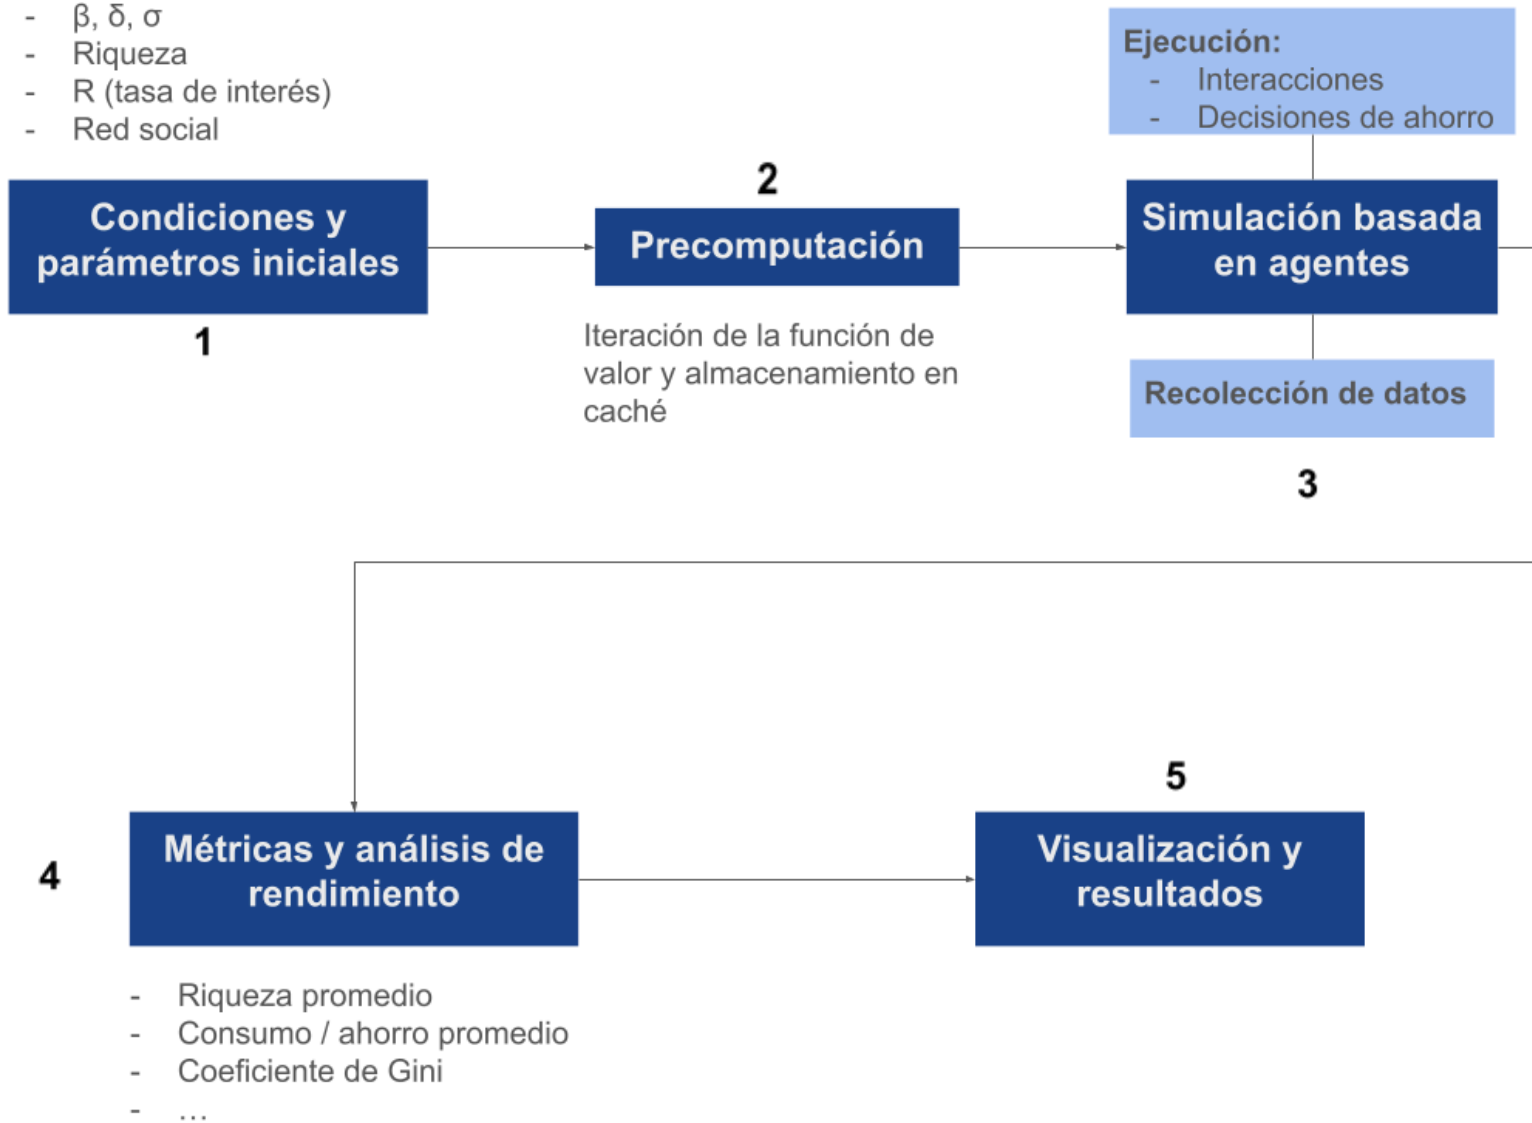 - β, δ, σ
- Riqueza
- R (tasa de interés)
- Red social
Condiciones y
parámetros iniciales
1
2
Precomputación
Iteración de la función de
valor y almacenamiento en
caché
Ejecución:
- Interacciones
- Decisiones de ahorro
Simulación basada
en agentes
Recolección de datos
3
4
Métricas y análisis de
rendimiento
- Riqueza promedio
- Consumo / ahorro promedio
- Coeficiente de Gini
- …
5
Visualización y
resultados